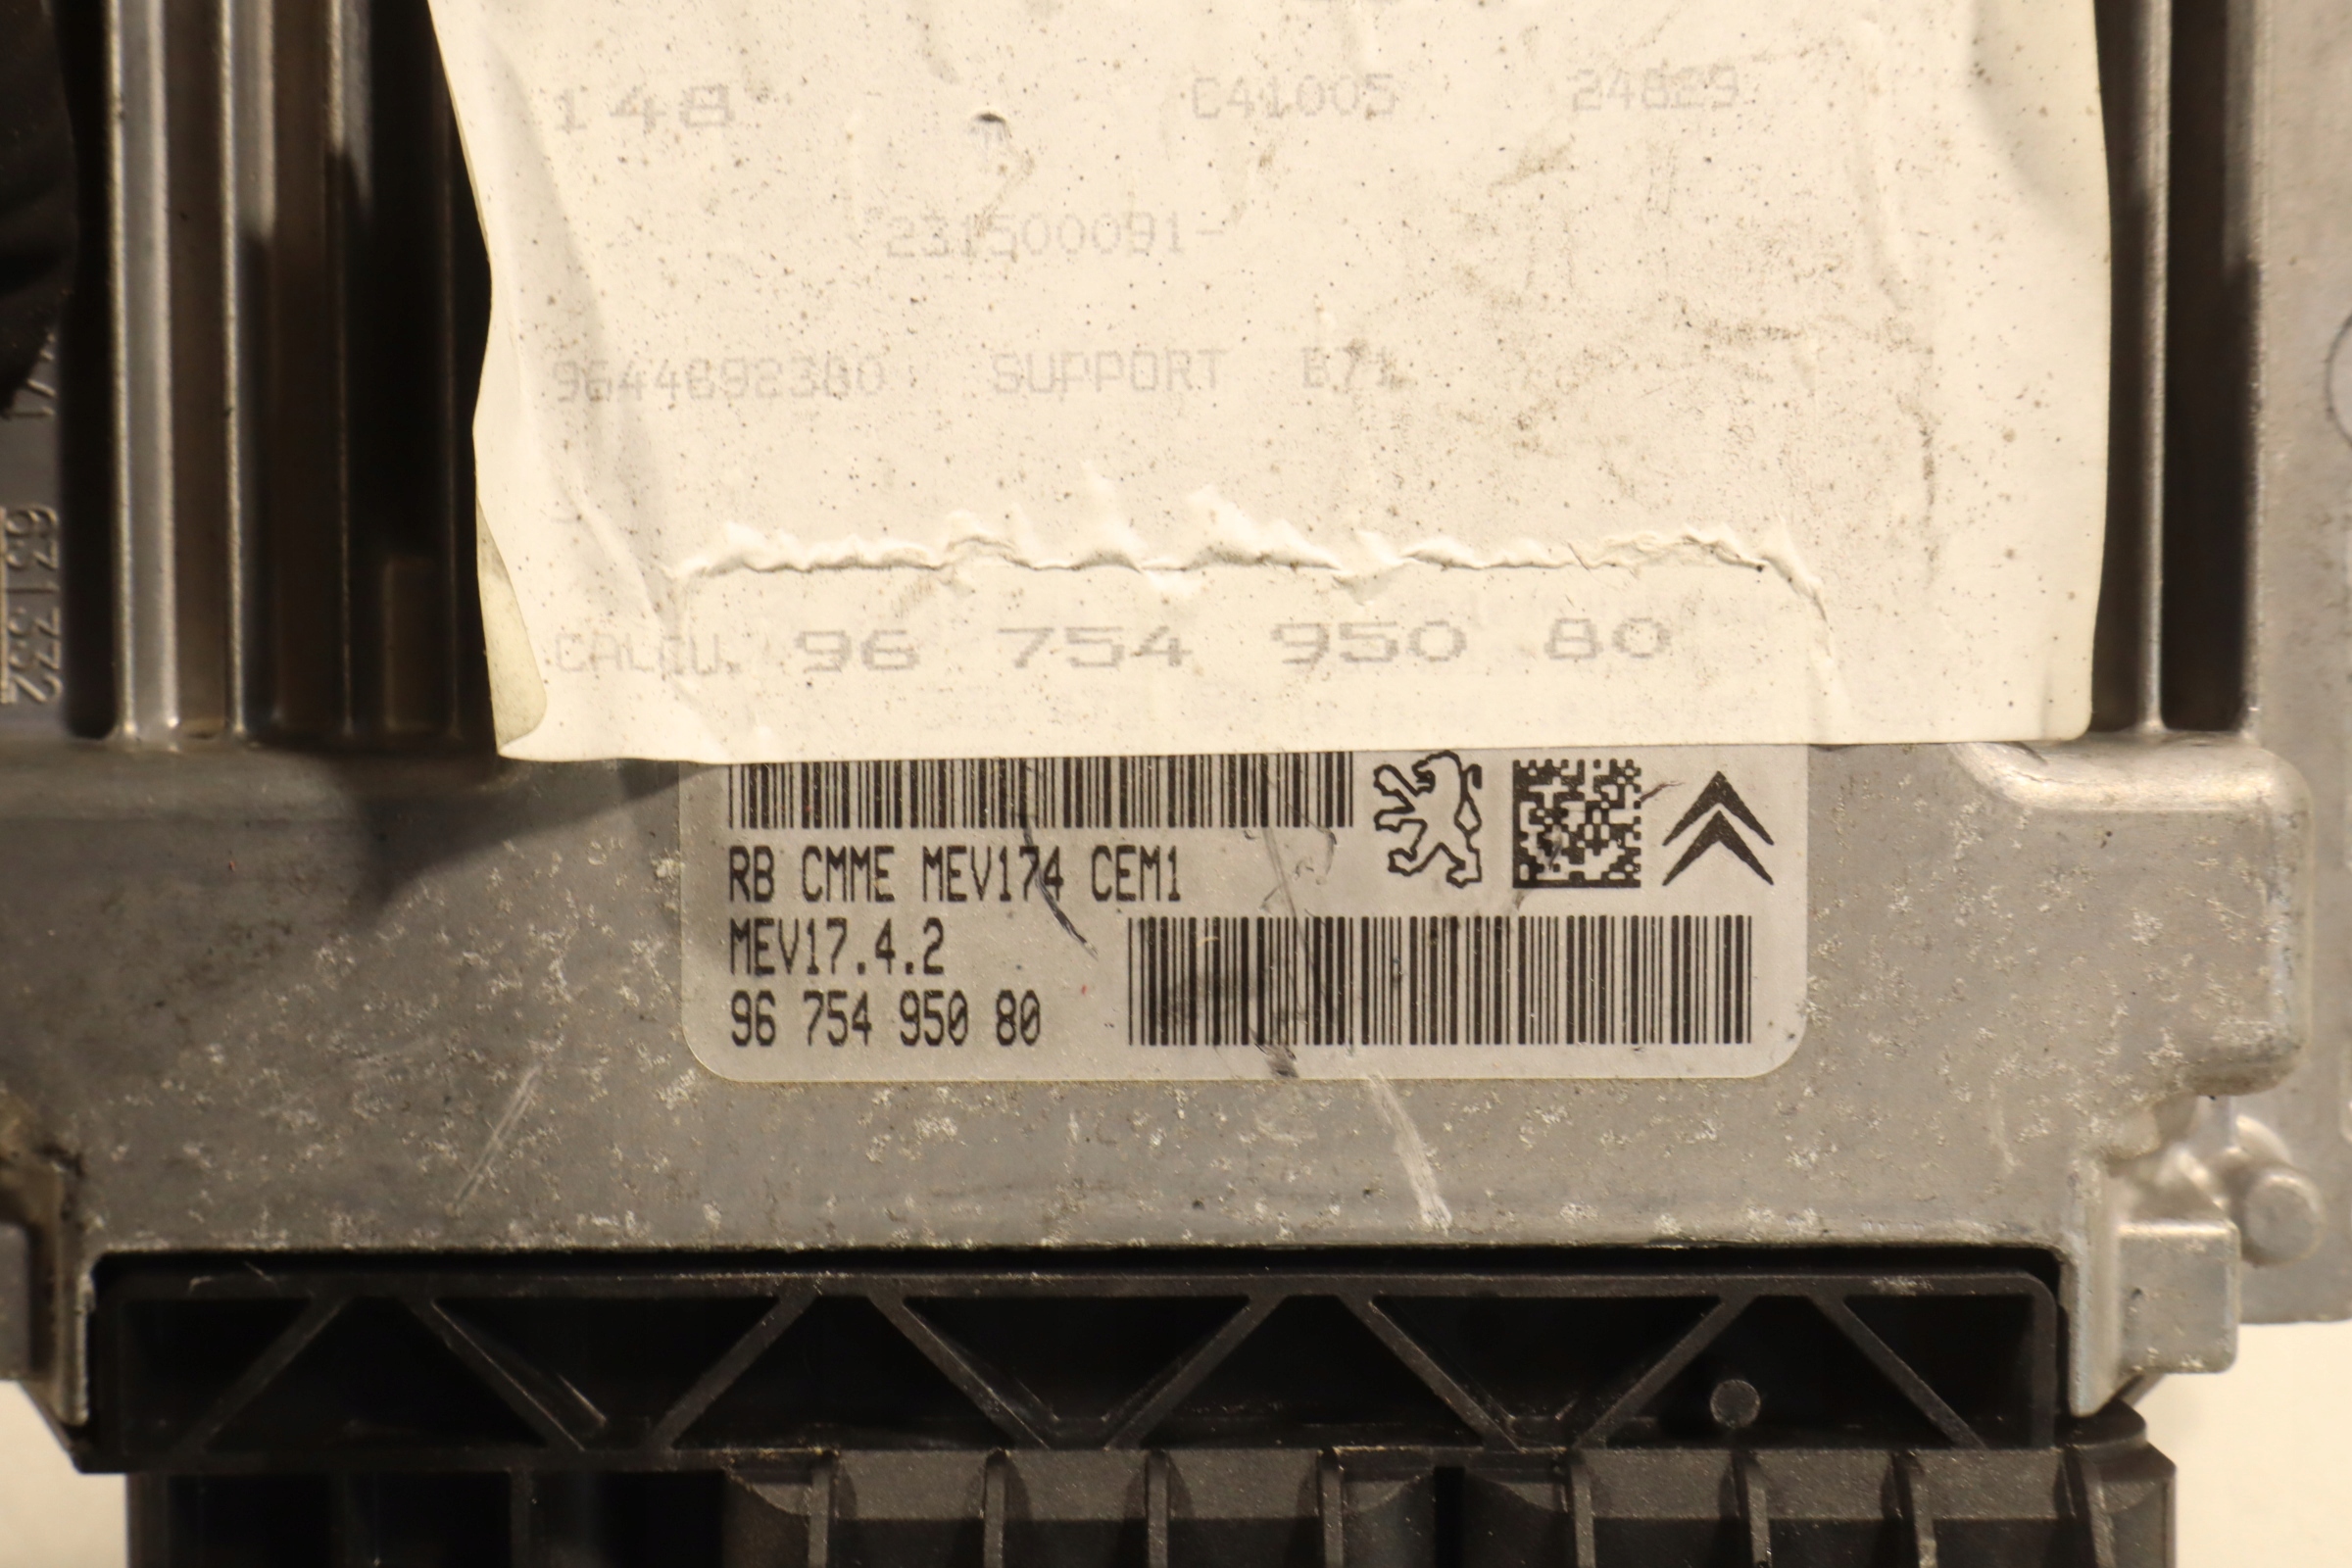 148 C41005 24829
231500091-
9644692380 SUPPORT B71
CALCU. 96 754 950 80
RB CMME MEV174 CEM1
MEV17.4.2
96 754 950 80